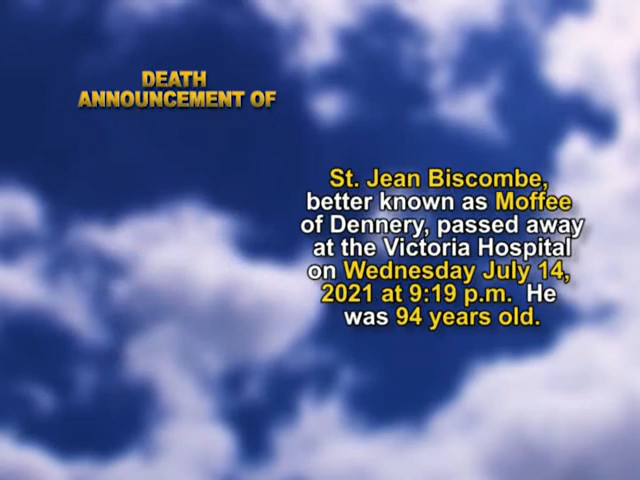 DEATH
ANNOUNCEMENT OF
St. Jean Biscombe,
better known as Moffee
of Dennery, passed away
at the Victoria Hospital
on Wednesday July 14,
2021 at 9:19 p.m. He
was 94 years old.